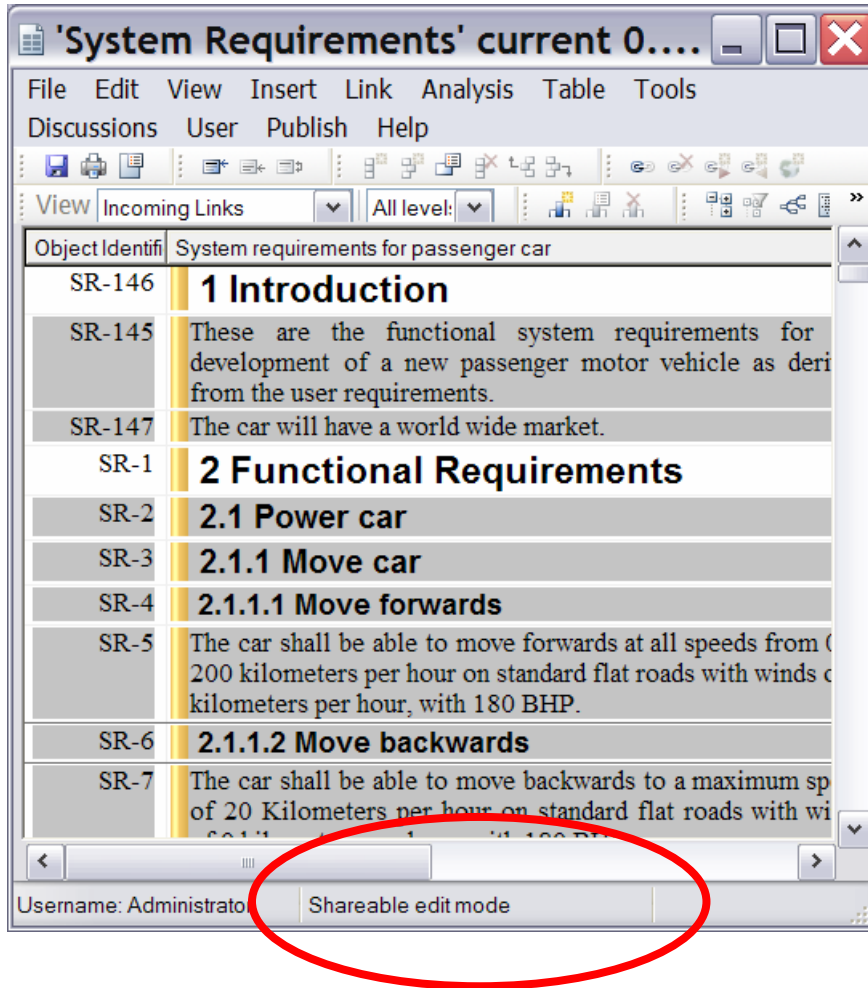 'System Requirements' current 0....
File Edit View Insert Link Analysis Table Tools
Discussions User Publish Help
View Incoming Links All level:
Object Identifi System requirements for passenger car
SR-146 1 Introduction
SR-145 These are the functional system requirements for
development of a new passenger motor vehicle as deri
from the user requirements.
SR-147 The car will have a world wide market.
SR-1 2 Functional Requirements
SR-2 2.1 Power car
SR-3 2.1.1 Move car
SR-4 2.1.1.1 Move forwards
SR-5 The car shall be able to move forwards at all speeds from 0
200 kilometers per hour on standard flat roads with winds o
kilometers per hour, with 180 BHP.
SR-6 2.1.1.2 Move backwards
SR-7 The car shall be able to move backwards to a maximum sp
of 20 Kilometers per hour on standard flat roads with wi
Username: Administrator Shareable edit mode